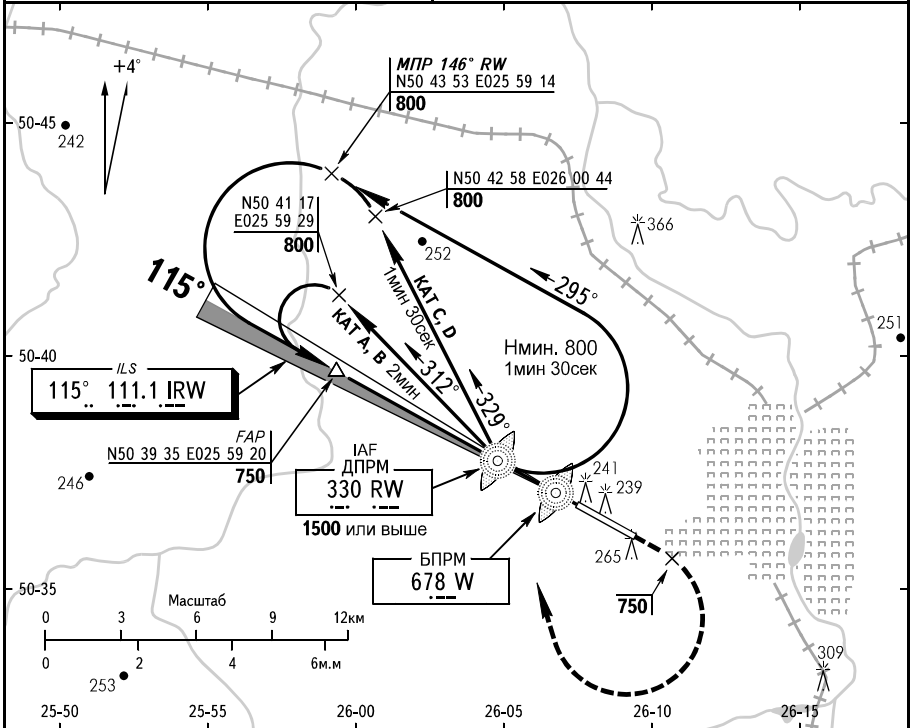 +4°
МПР 146° RW
N50 43 53 E025 59 14
800
50-45
242
N50 42 58 E026 00 44
800
N50 41 17
E025 59 29
800
366
252
115°
КАТ C, D
1мин 30сек
295°
251
Нмин. 800
1мин 30сек
50-40
КАТ А, В 2мин
312°
329°
ILS
115° 111.1 IRW
FAP
N50 39 35 E025 59 20
750
IAF
ДПРМ
330 RW
1500 или выше
246
241
239
265
БПРМ
678 W
50-35
750
Масштаб
0 3 6 9 12км
0 2 4 6м.м
253
309
25-50 25-55 26-00 26-05 26-10 26-15